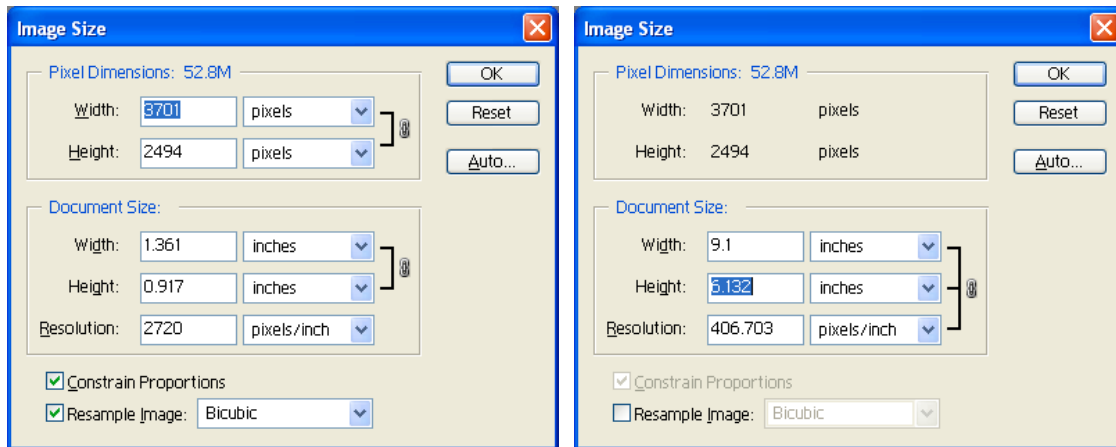 Image Size
Pixel Dimensions: 52.8M
Width: 3701 pixels
Height: 2494 pixels
Document Size:
Width: 1.361 inches
Height: 0.917 inches
Resolution: 2720 pixels/inch
Constrain Proportions
Resample Image: Bicubic
OK
Reset
Auto...
Image Size
Pixel Dimensions: 52.8M
Width: 3701 pixels
Height: 2494 pixels
Document Size:
Width: 9.1 inches
Height: 6.132 inches
Resolution: 406.703 pixels/inch
Constrain Proportions
Resample Image: Bicubic
OK
Reset
Auto...